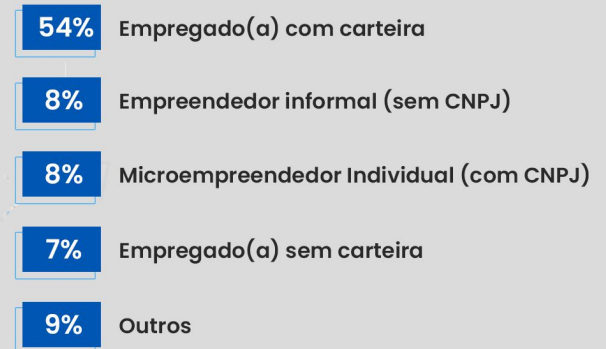 54% Empregado(a) com carteira
8% Empreendedor informal (sem CNPJ)
8% Microempreendedor Individual (com CNPJ)
7% Empregado(a) sem carteira
9% Outros